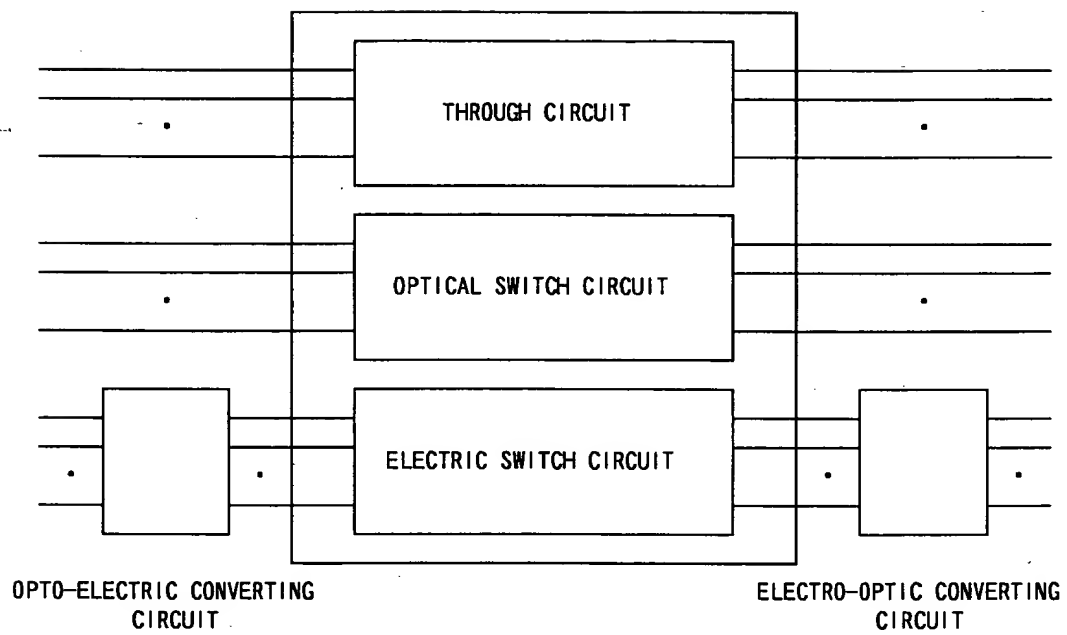 THROUGH CIRCUIT
OPTICAL SWITCH CIRCUIT
ELECTRIC SWITCH CIRCUIT
OPTO-ELECTRIC CONVERTING
CIRCUIT
ELECTRO-OPTIC CONVERTING
CIRCUIT